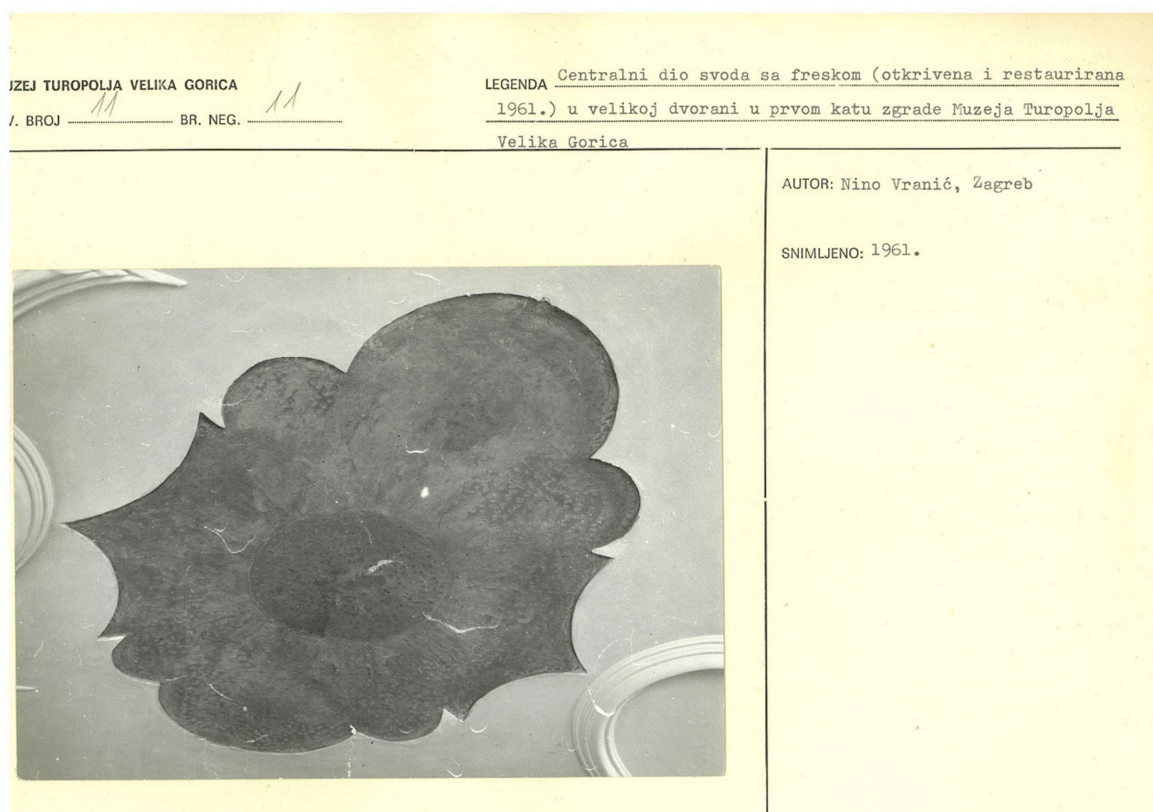 UZEJ TUROPOLJA VELIKA GORICA
V. BROJ 11 BR. NEG. 11
LEGENDA Centralni dio svoda sa freskom (otkrivena i restaurirana
1961.) u velikoj dvorani u prvom katu zgrade Muzeja Turopolja
Velika Gorica
AUTOR: Nino Vranić, Zagreb
SNIMLJENO: 1961.